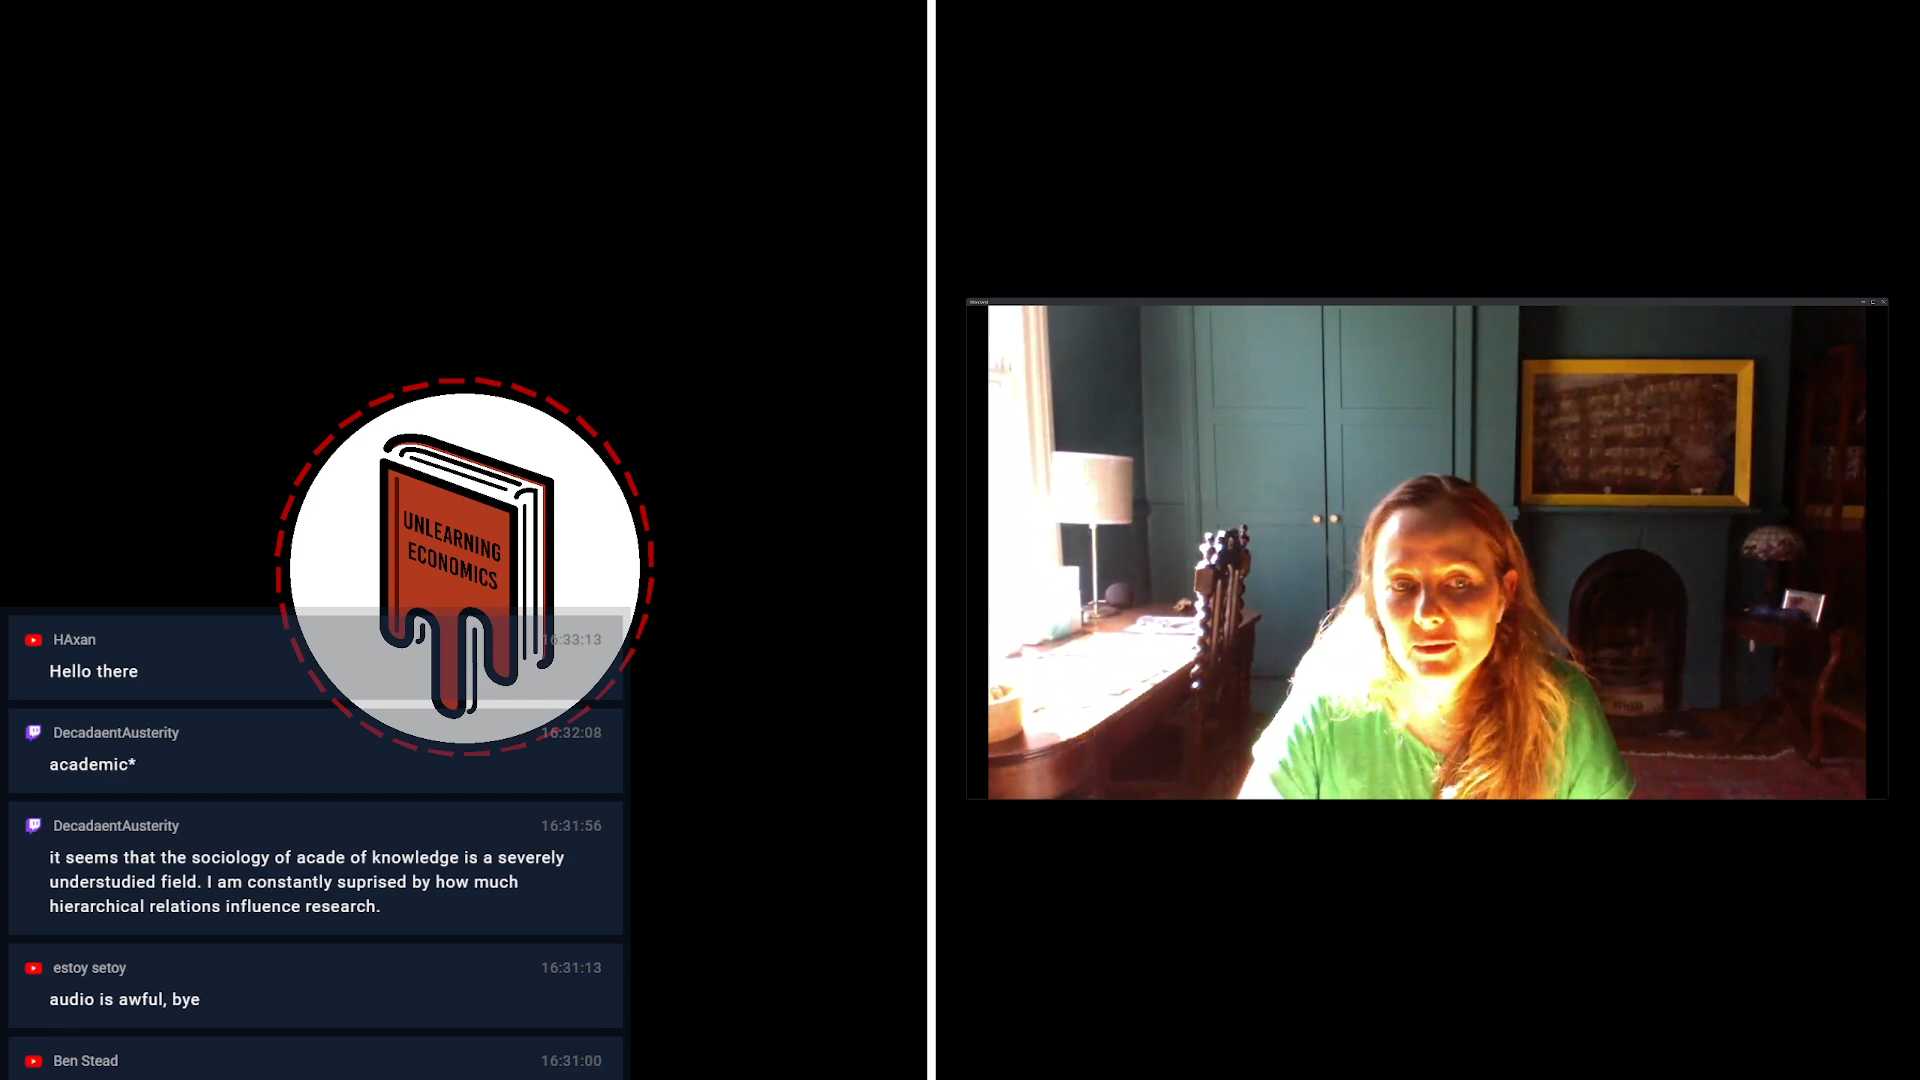 UNLEARNING
ECONOMICS
HAxan
16:33:13
Hello there
DecadaentAusterity
16:32:08
academic*
DecadaentAusterity
16:31:56
it seems that the sociology of acade of knowledge is a severely
understudied field. I am constantly suprised by how much
hierarchical relations influence research.
estoy setoy
16:31:13
audio is awful, bye
Ben Stead
16:31:00
Discord